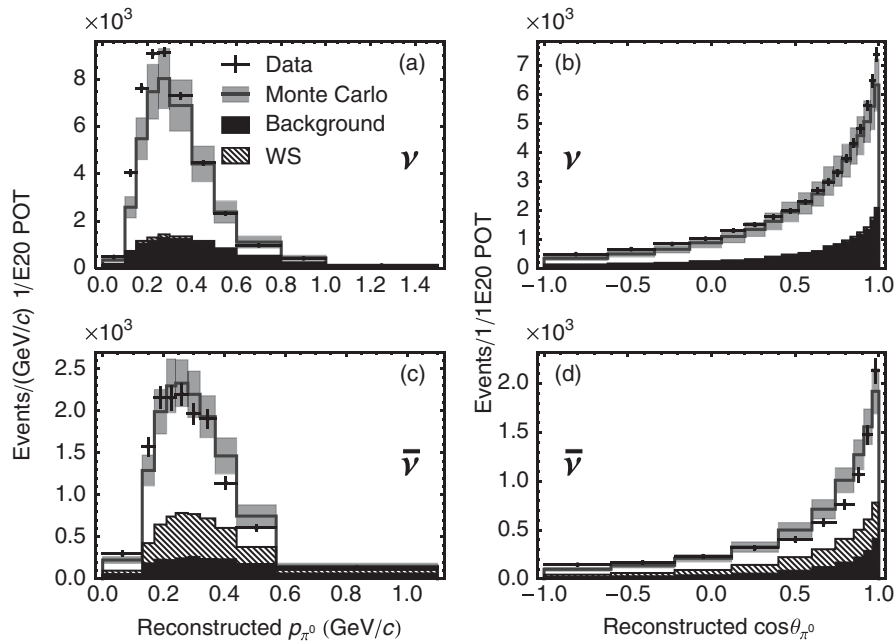 ×10³
×10³
(a)
(b)
Data
Monte Carlo
Background
WS
ν
ν
8
6
4
2
0
7
6
5
4
3
2
1
0
0.0 0.2 0.4 0.6 0.8 1.0 1.2 1.4
−1.0 −0.5 0.0 0.5 1.0
Events/(GeV/c) 1/E20 POT
Events/1/1E20 POT
×10³
×10³
(c)
(d)
ν̅
ν̅
2.5
2.0
1.5
1.0
0.5
0.0
2.0
1.5
1.0
0.5
0.0
0.0 0.2 0.4 0.6 0.8 1.0
−1.0 −0.5 0.0 0.5 1.0
Reconstructed p_π⁰ (GeV/c)
Reconstructed cosθ_π⁰